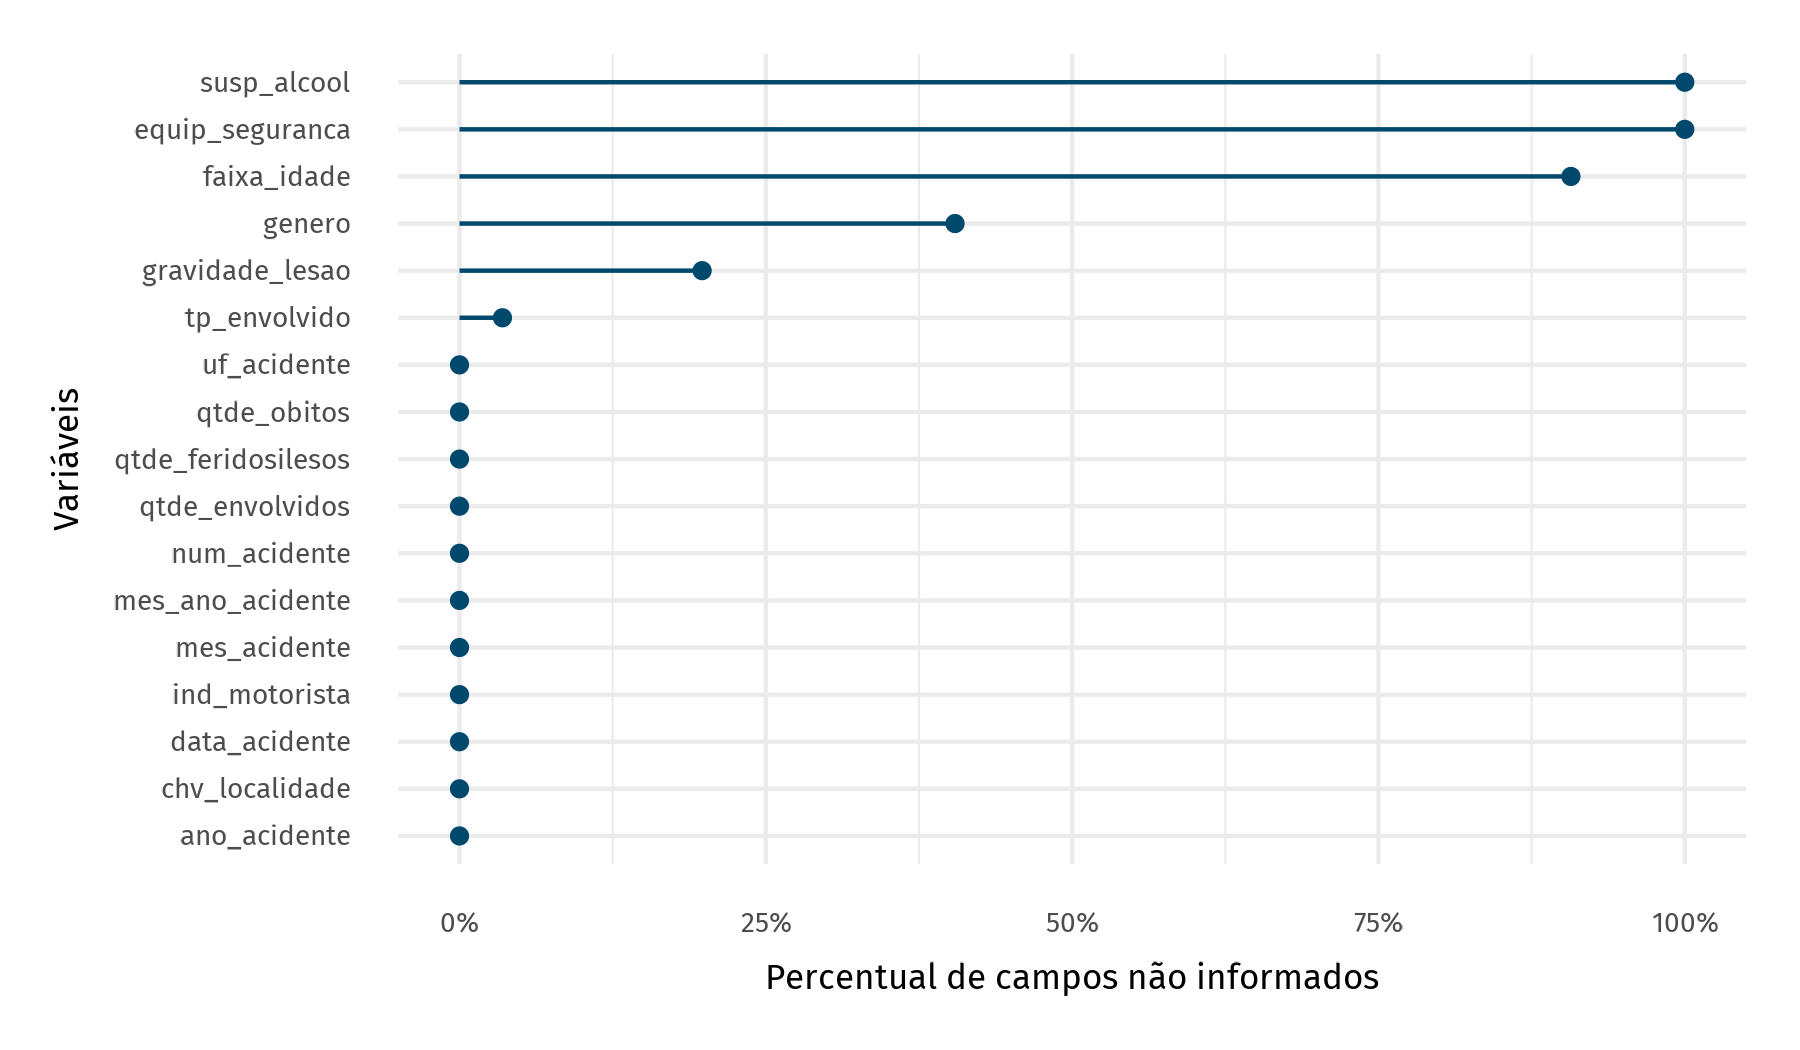 susp_alcool
equip_seguranca
faixa_idade
genero
gravidade_lesao
tp_envolvido
uf_acidente
qtde_obitos
qtde_feridosilesos
qtde_envolvidos
num_acidente
mes_ano_acidente
mes_acidente
ind_motorista
data_acidente
chv_localidade
ano_acidente
Variáveis
0% 25% 50% 75% 100%
Percentual de campos não informados